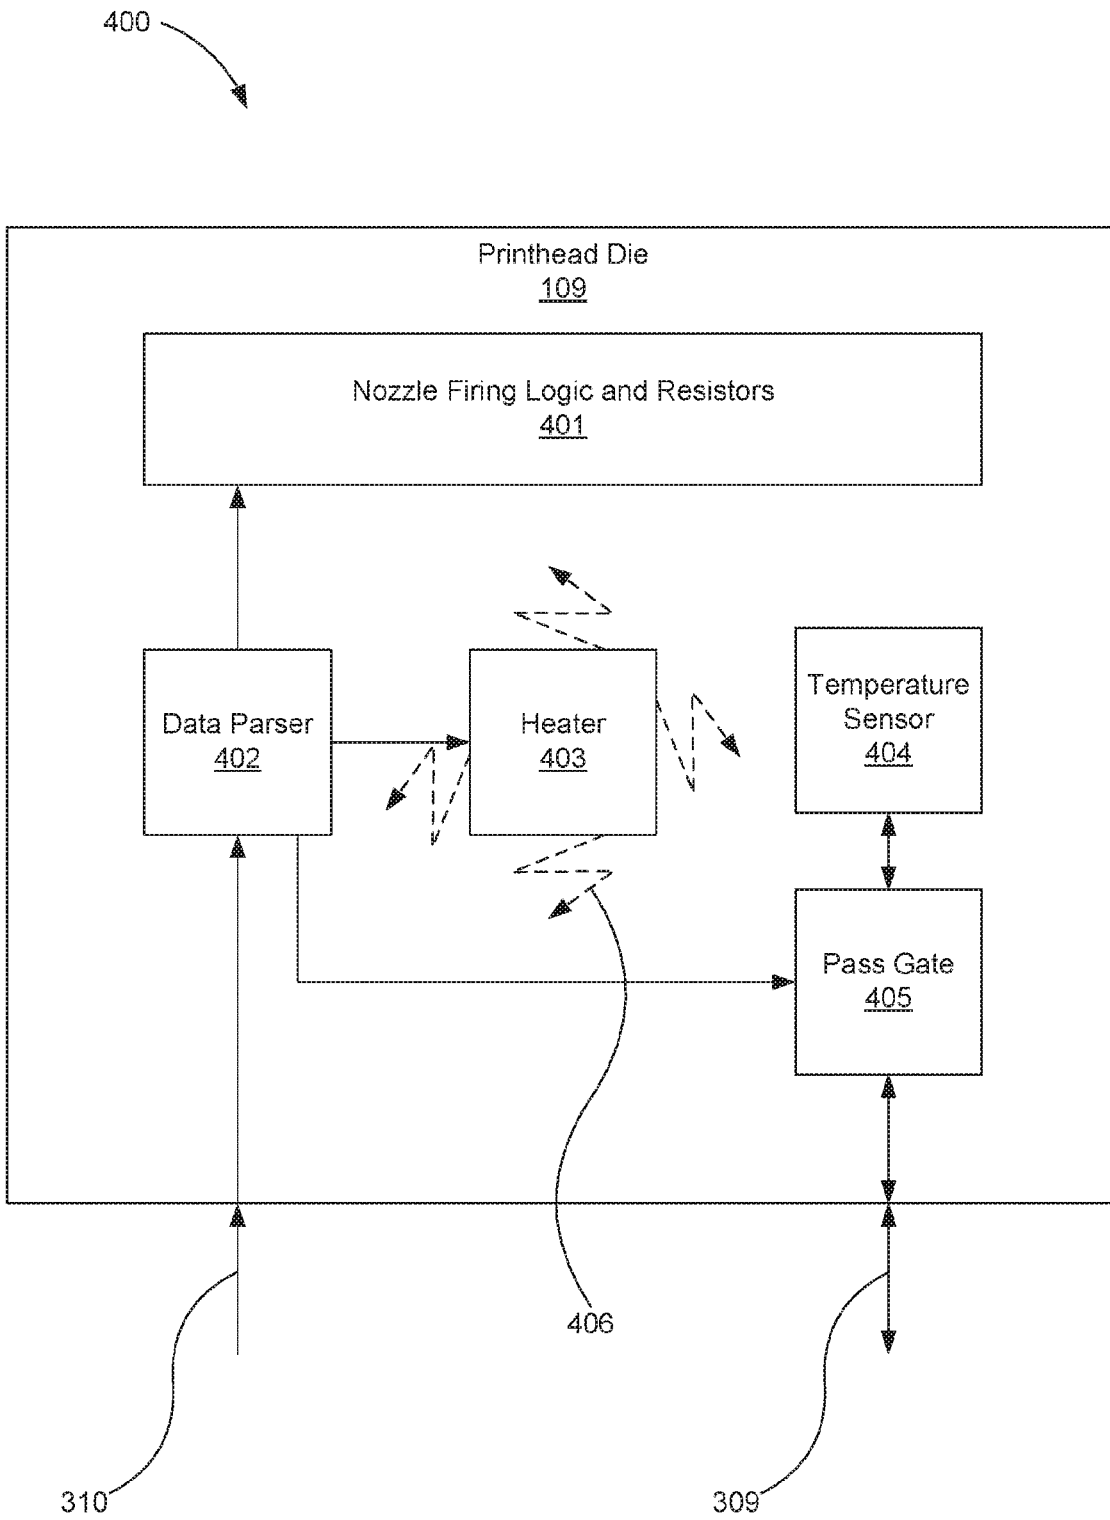 400
Printhead Die
109
Nozzle Firing Logic and Resistors
401
Data Parser
402
Heater
403
Temperature
Sensor
404
Pass Gate
405
406
310
309